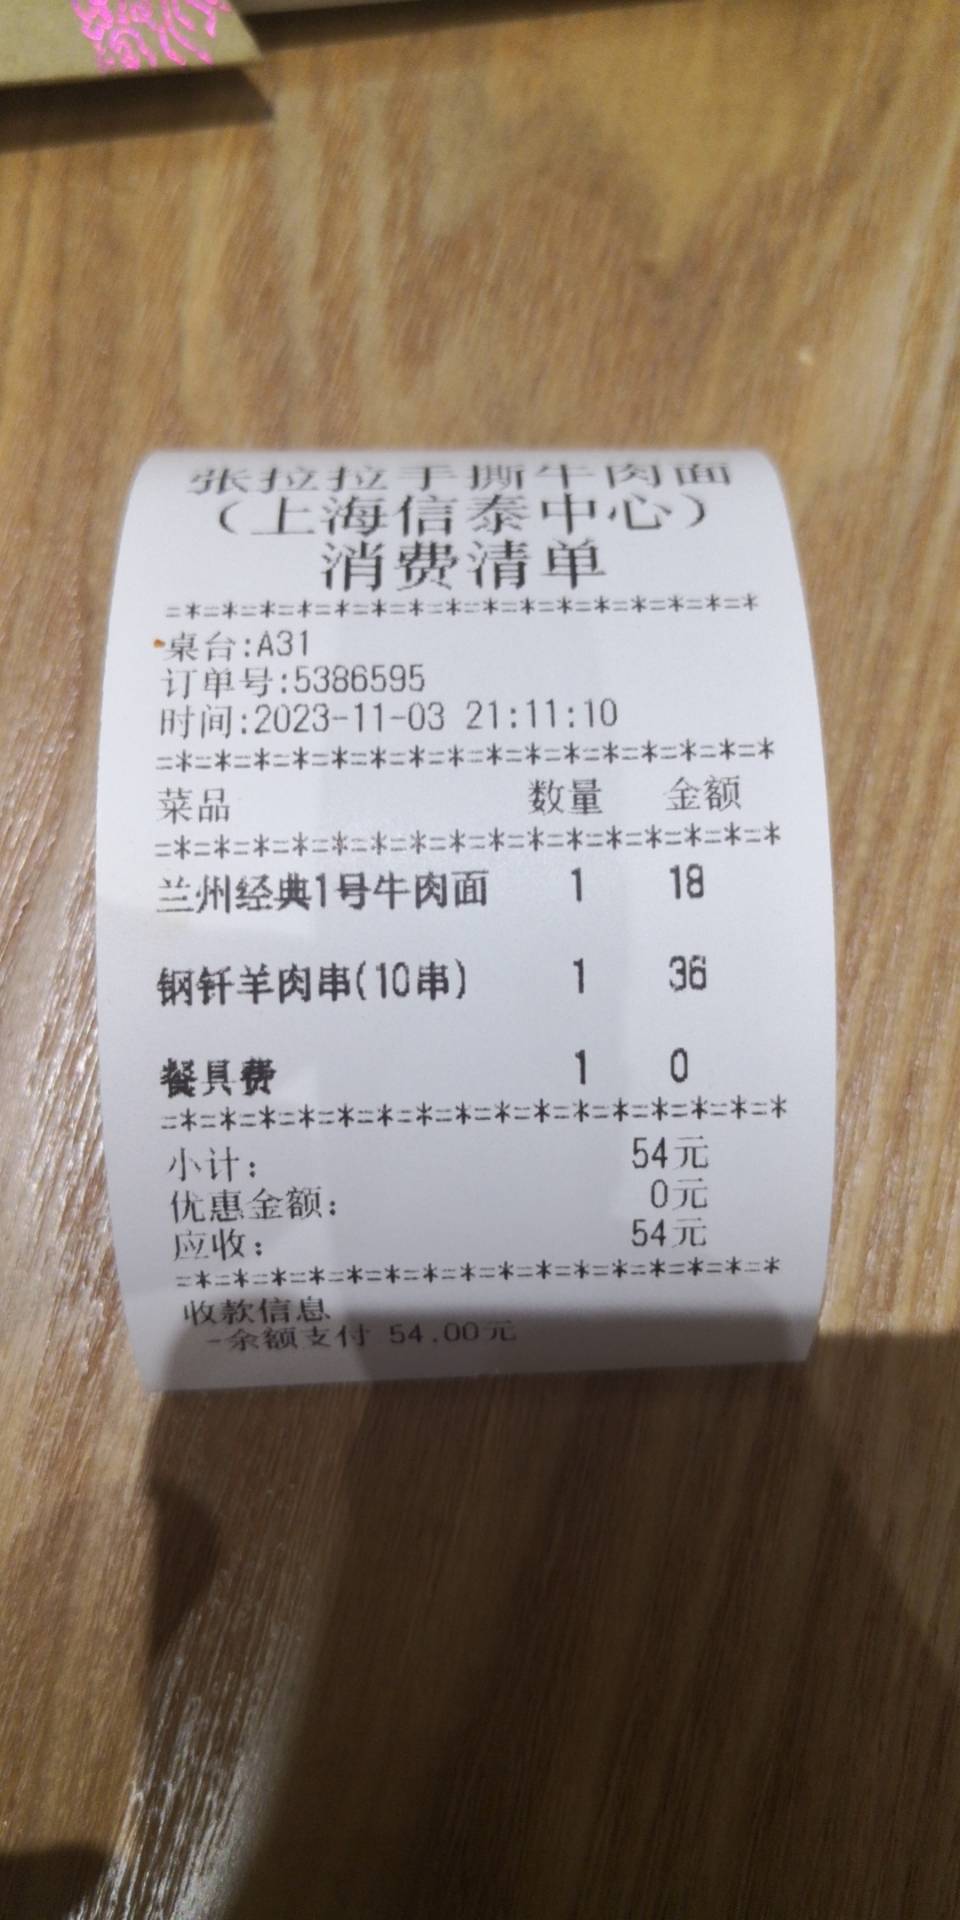 张拉拉手撕牛肉面
(上海信泰中心)
消费清单
=*=*=*=*=*=*=*=*=*=*=*=*=*=*=*=*
桌台:A31
订单号:5386595
时间:2023-11-03 21:11:10
=*=*=*=*=*=*=*=*=*=*=*=*=*=*=*=*
菜品 数量 金额
=*=*=*=*=*=*=*=*=*=*=*=*=*=*=*=*
兰州经典1号牛肉面 1 18
钢钎羊肉串(10串) 1 36
餐具费 1 0
=*=*=*=*=*=*=*=*=*=*=*=*=*=*=*=*
小计: 54元
优惠金额: 0元
应收: 54元
=*=*=*=*=*=*=*=*=*=*=*=*=*=*=*=*
收款信息
-余额支付 54.00元